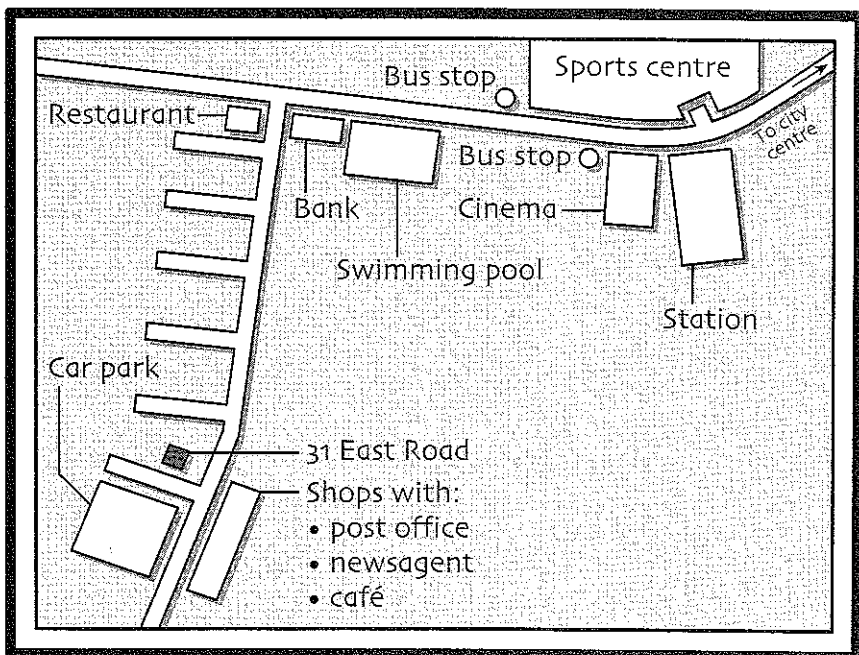 Bus stop
Sports centre
Restaurant
To city
centre
Bus stop
Bank
Cinema
Swimming pool
Station
Car park
31 East Road
Shops with:
• post office
• newsagent
• café